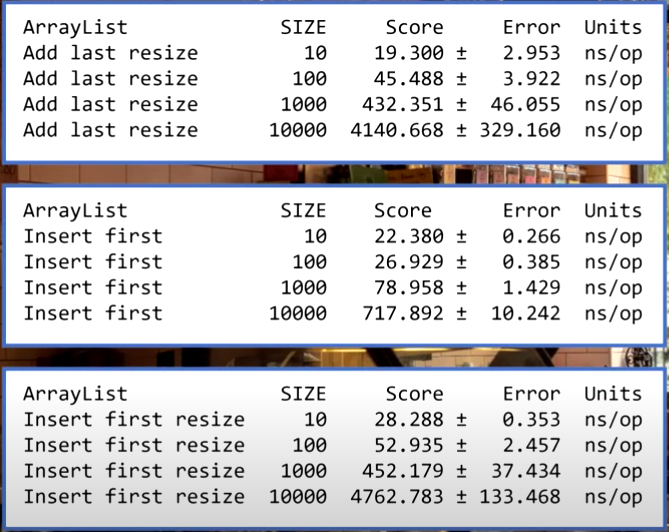 ArrayList SIZE Score Error Units
Add last resize 10 19.300 ± 2.953 ns/op
Add last resize 100 45.488 ± 3.922 ns/op
Add last resize 1000 432.351 ± 46.055 ns/op
Add last resize 10000 4140.668 ± 329.160 ns/op
ArrayList SIZE Score Error Units
Insert first 10 22.380 ± 0.266 ns/op
Insert first 100 26.929 ± 0.385 ns/op
Insert first 1000 78.958 ± 1.429 ns/op
Insert first 10000 717.892 ± 10.242 ns/op
ArrayList SIZE Score Error Units
Insert first resize 10 28.288 ± 0.353 ns/op
Insert first resize 100 52.935 ± 2.457 ns/op
Insert first resize 1000 452.179 ± 37.434 ns/op
Insert first resize 10000 4762.783 ± 133.468 ns/op